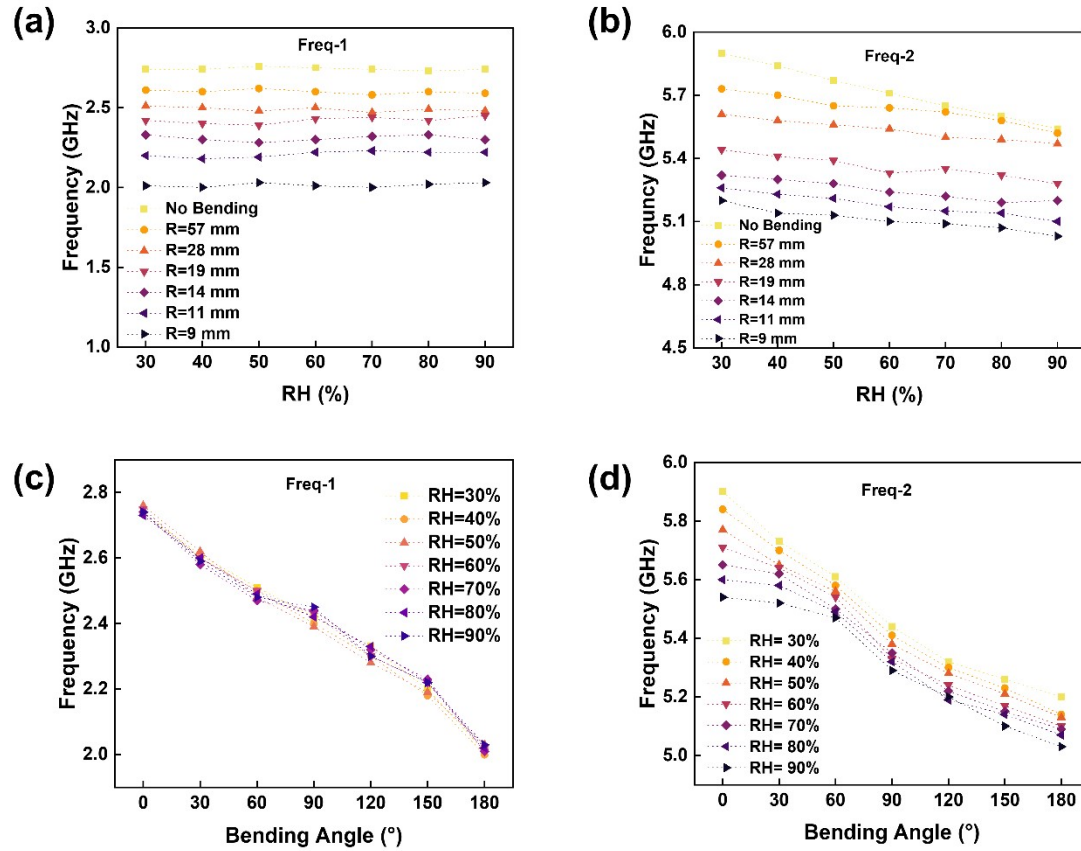 (a)
Freq-1
Frequency (GHz)
3.0
2.5
2.0
1.5
1.0
No Bending
R=57 mm
R=28 mm
R=19 mm
R=14 mm
R=11 mm
R=9 mm
30 40 50 60 70 80 90
RH (%)
(b)
Freq-2
Frequncy (GHz)
6.0
5.7
5.4
5.1
4.8
4.5
No Bending
R=57 mm
R=28 mm
R=19 mm
R=14 mm
R=11 mm
R=9 mm
30 40 50 60 70 80 90
RH (%)
(c)
Freq-1
Frequency (GHz)
2.8
2.6
2.4
2.2
2.0
RH=30%
RH=40%
RH=50%
RH=60%
RH=70%
RH=80%
RH=90%
0 30 60 90 120 150 180
Bending Angle (°)
(d)
Freq-2
Frequency (GHz)
6.0
5.8
5.6
5.4
5.2
5.0
RH= 30%
RH= 40%
RH= 50%
RH= 60%
RH= 70%
RH= 80%
RH= 90%
0 30 60 90 120 150 180
Bending Angle (°)